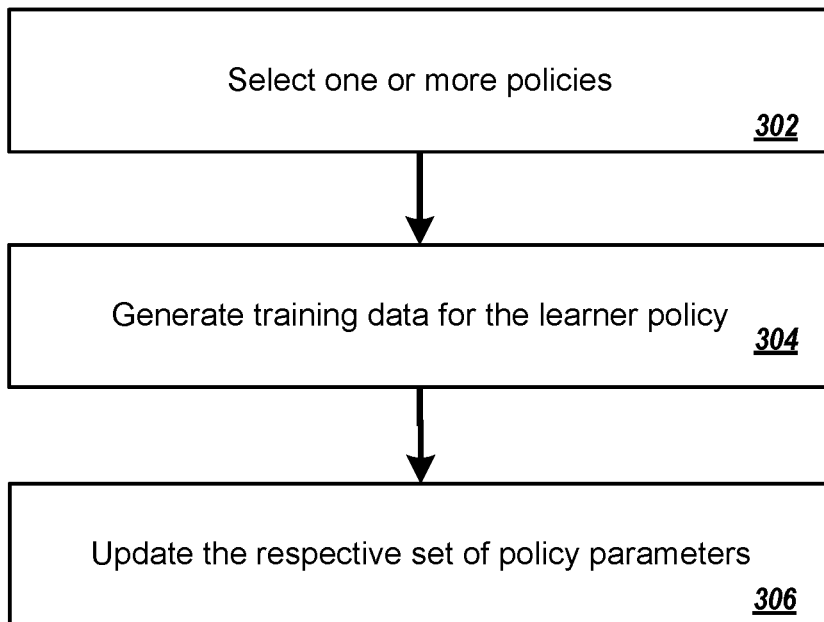 Select one or more policies
302
Generate training data for the learner policy
304
Update the respective set of policy parameters
306